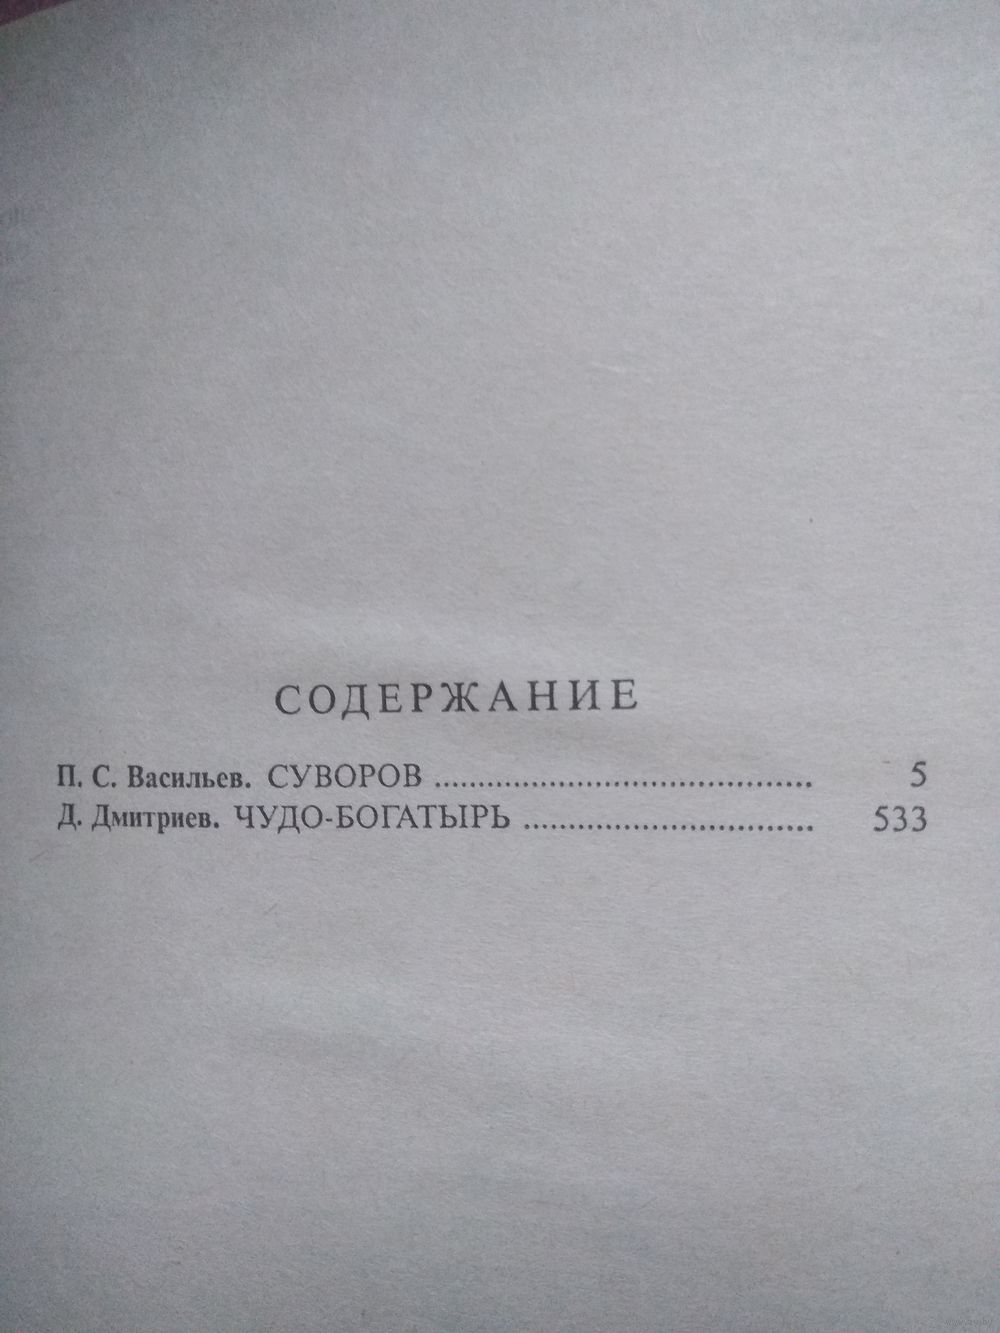 СОДЕРЖАНИЕ
П. С. Васильев. СУВОРОВ .......................................... 5
Д. Дмитриев. ЧУДО-БОГАТЫРЬ ................................ 533